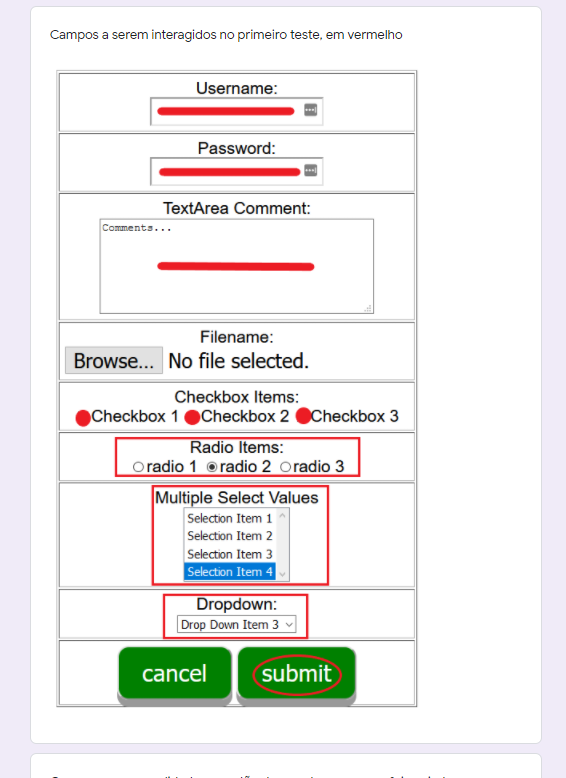 Campos a serem interagidos no primeiro teste, em vermelho
Username:
Password:
TextArea Comment:
Comments...
Filename:
Browse... No file selected.
Checkbox Items:
Checkbox 1 Checkbox 2 Checkbox 3
Radio Items:
radio 1 radio 2 radio 3
Multiple Select Values
Selection Item 1
Selection Item 2
Selection Item 3
Selection Item 4
Dropdown:
Drop Down Item 3
cancel submit